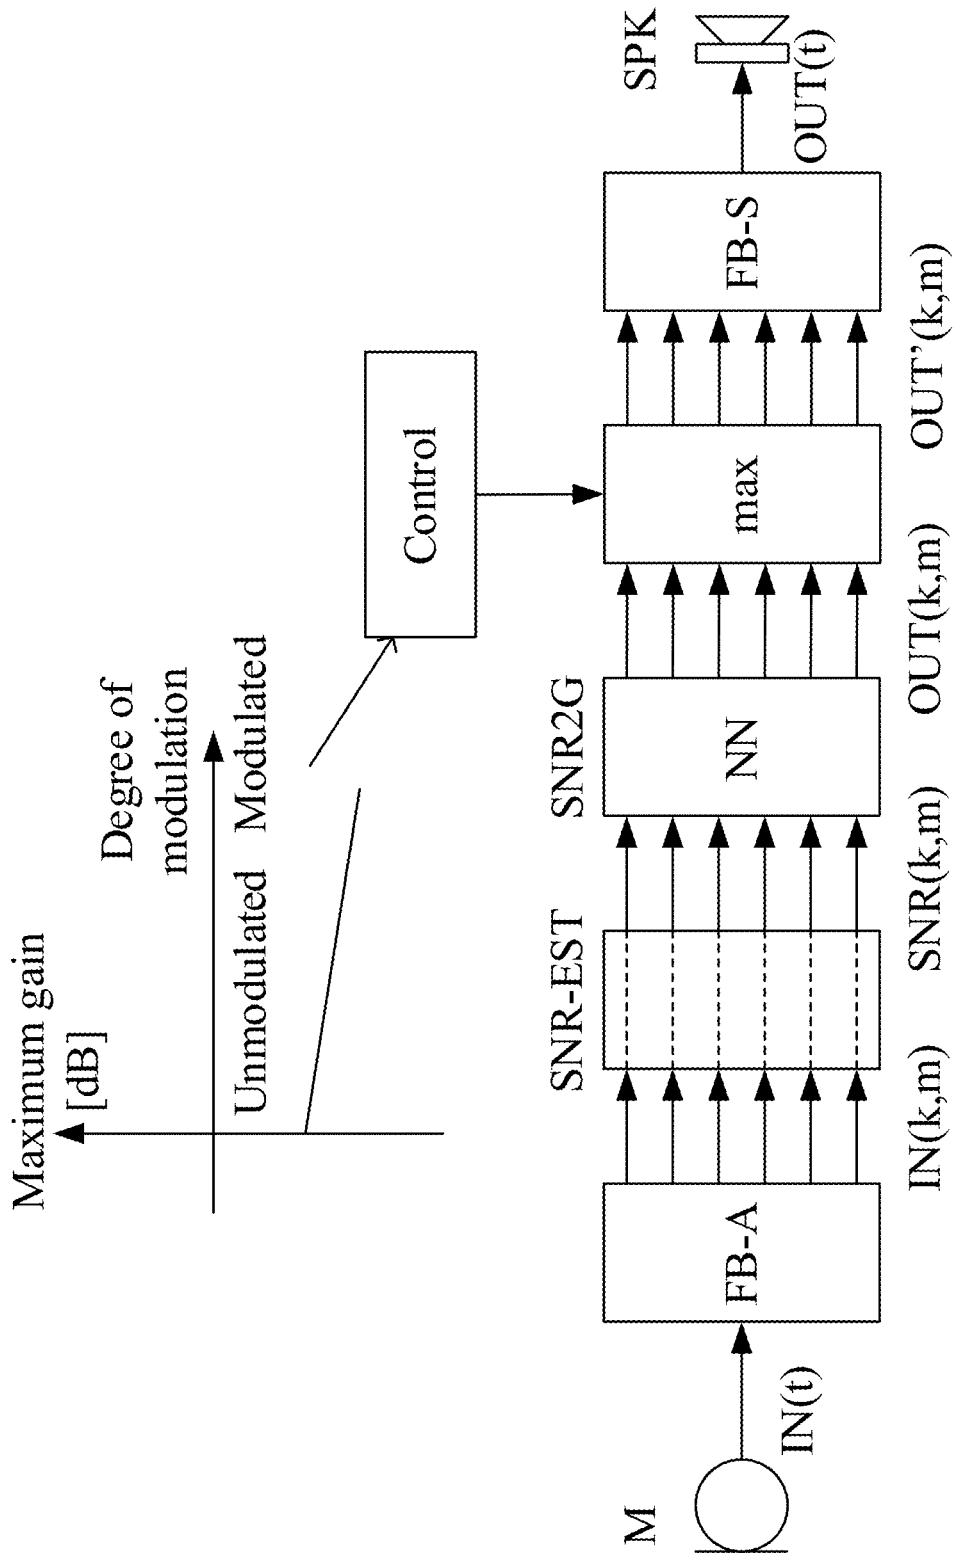 Maximum gain
[dB]
Degree of
modulation
Unmodulated
Modulated
Control
SNR-EST
SNR2G
SPK
M
FB-A
NN
max
FB-S
IN(t)
OUT(t)
IN(k,m)
SNR(k,m)
OUT(k,m)
OUT’(k,m)